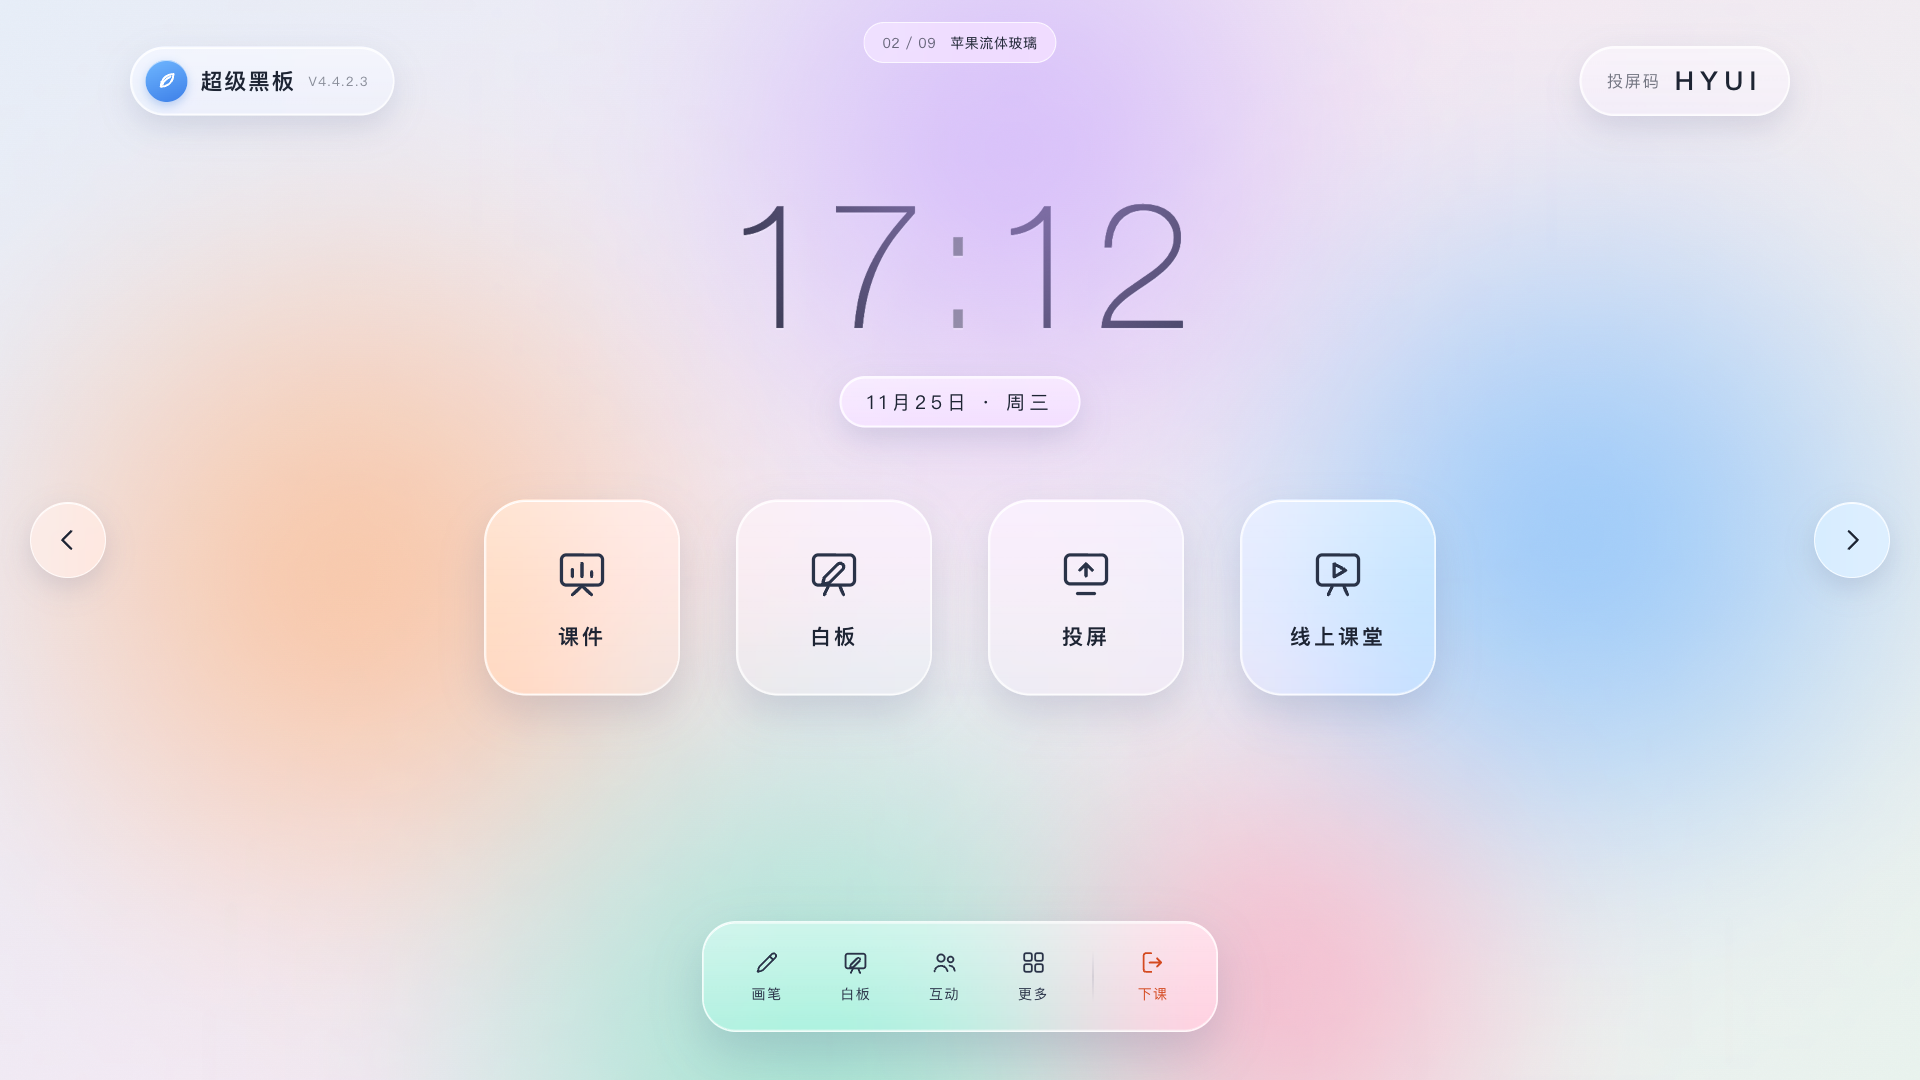 02 / 09 苹果流体玻璃
超级黑板 V4.4.2.3
投屏码 HYUI
17:12
11月25日 · 周三
课件
白板
投屏
线上课堂
画笔
白板
互动
更多
下课